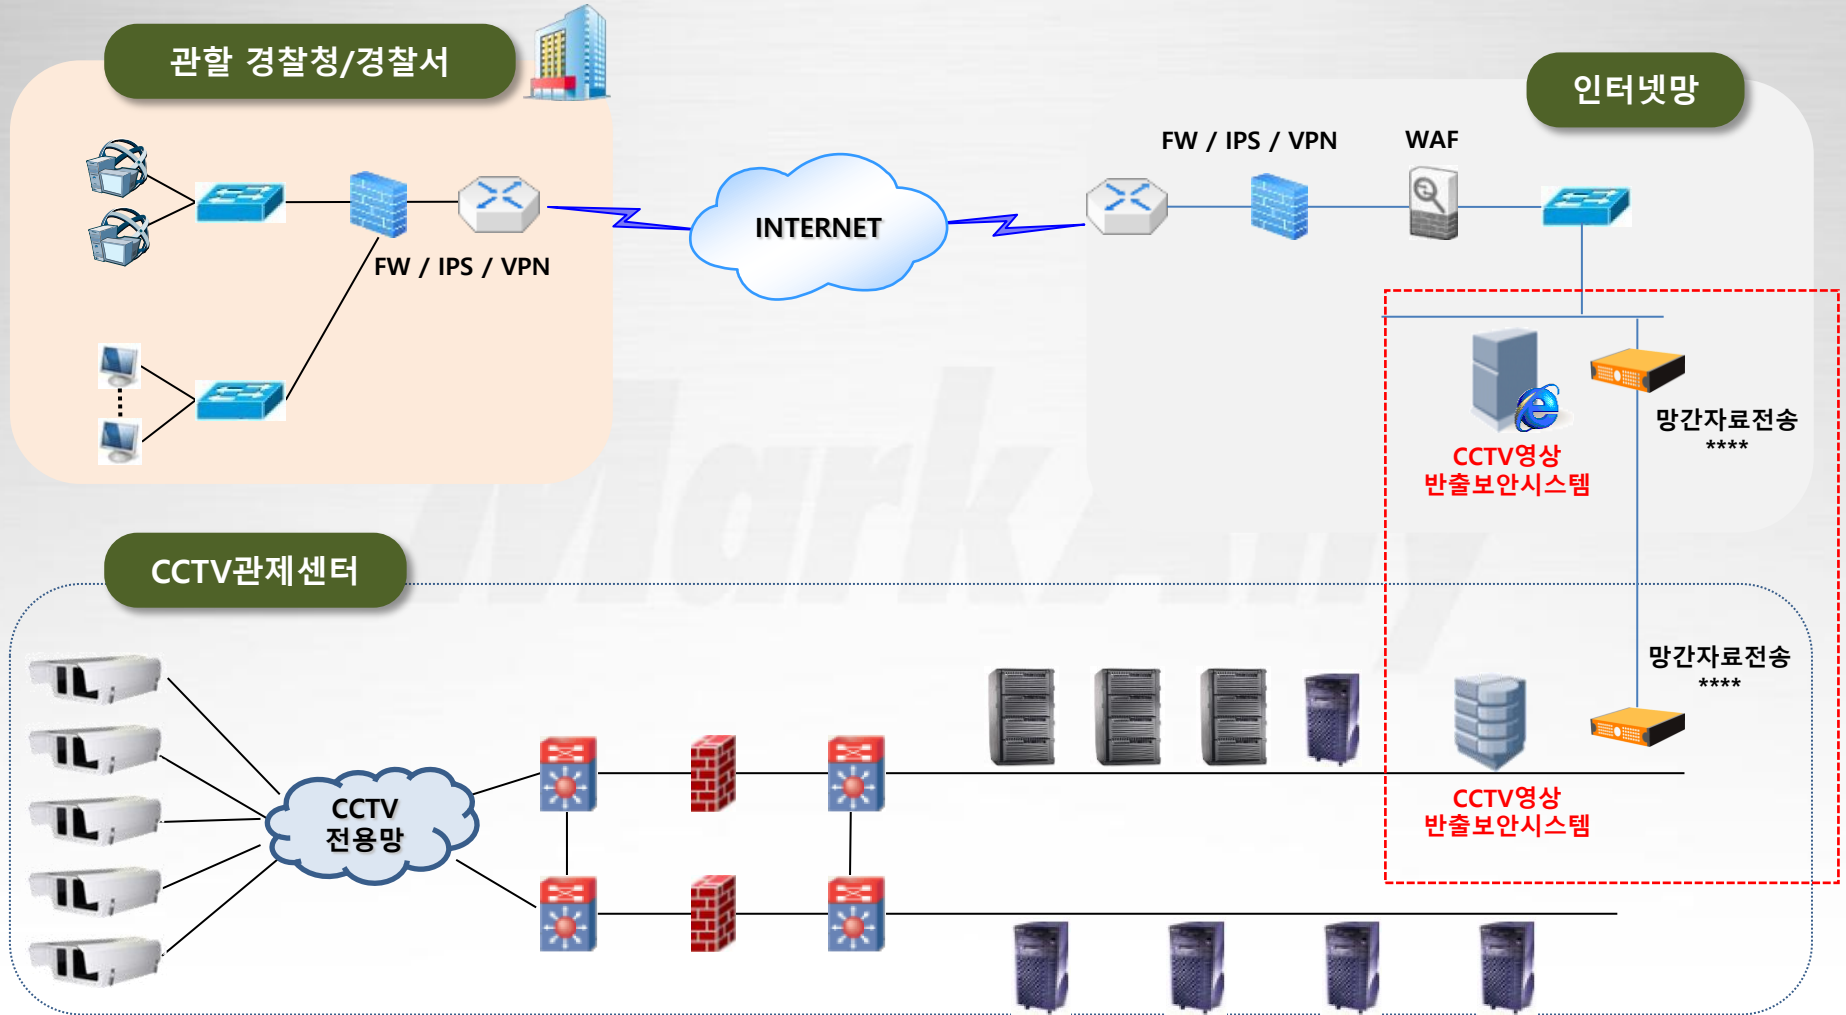 관할 경찰청/경찰서
인터넷망
FW / IPS / VPN
WAF
INTERNET
FW / IPS / VPN
망간자료전송
****
CCTV영상
반출보안시스템
CCTV관제센터
망간자료전송
****
CCTV
전용망
CCTV영상
반출보안시스템
MarkAny